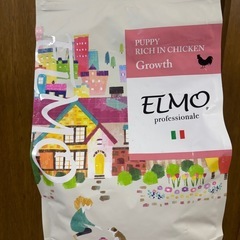 PUPPY
RICH IN CHICKEN
Growth
ELMO
professionale